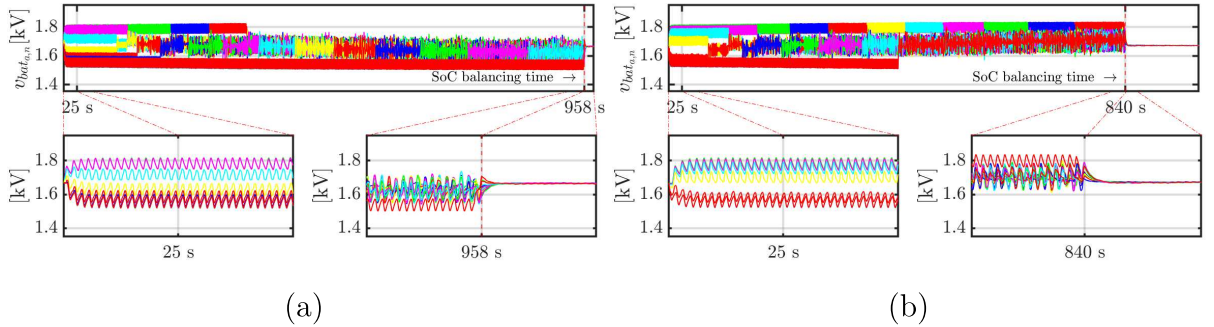 v_{bat_{a,n}} [kV]
1.8
1.6
1.4
SoC balancing time →
25 s
958 s
[kV]
1.8
1.6
1.4
25 s
[kV]
1.8
1.6
1.4
958 s
(a)
v_{bat_{a,n}} [kV]
1.8
1.6
1.4
SoC balancing time →
25 s
840 s
[kV]
1.8
1.6
1.4
25 s
[kV]
1.8
1.6
1.4
840 s
(b)